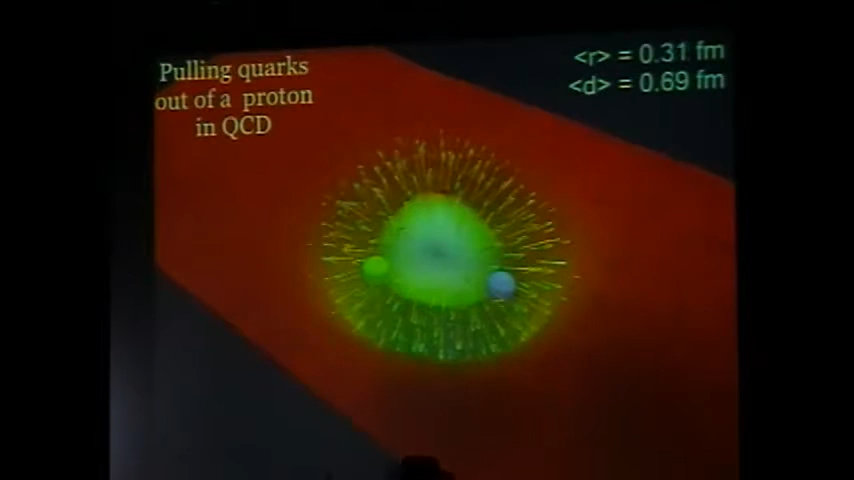 Pulling quarks
out of a proton
in QCD
<r> = 0.31 fm
<d> = 0.69 fm